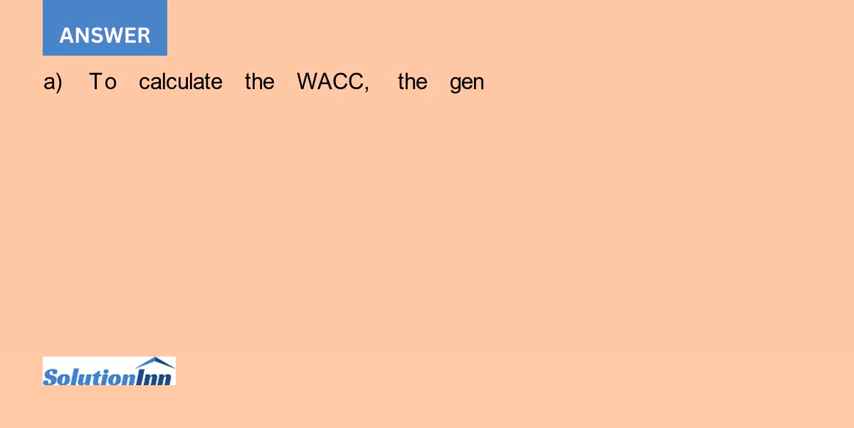 ANSWER
a) To calculate the WACC, the gen
SolutionInn